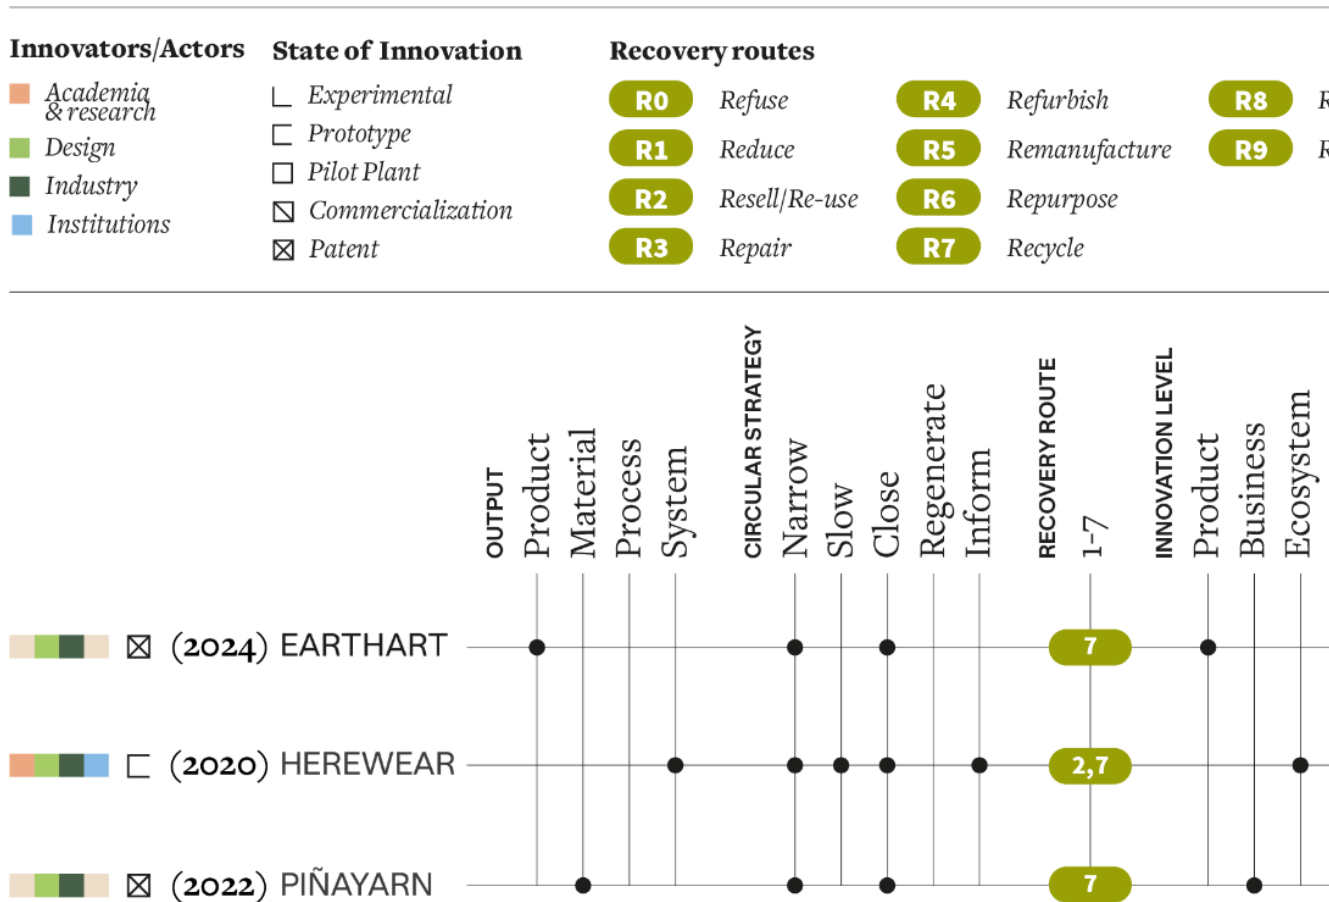 Innovators/Actors
Academia
& research
Design
Industry
Institutions
State of Innovation
Experimental
Prototype
Pilot Plant
Commercialization
Patent
Recovery routes
R0 Refuse
R1 Reduce
R2 Resell/Re-use
R3 Repair
R4 Refurbish
R5 Remanufacture
R6 Repurpose
R7 Recycle
R8 R
R9 R
OUTPUT
Product
Material
Process
System
CIRCULAR STRATEGY
Narrow
Slow
Close
Regenerate
Inform
RECOVERY ROUTE
1-7
INNOVATION LEVEL
Product
Business
Ecosystem
(2024) EARTHART 7
(2020) HEREWEAR 2,7
(2022) PIÑAYARN 7